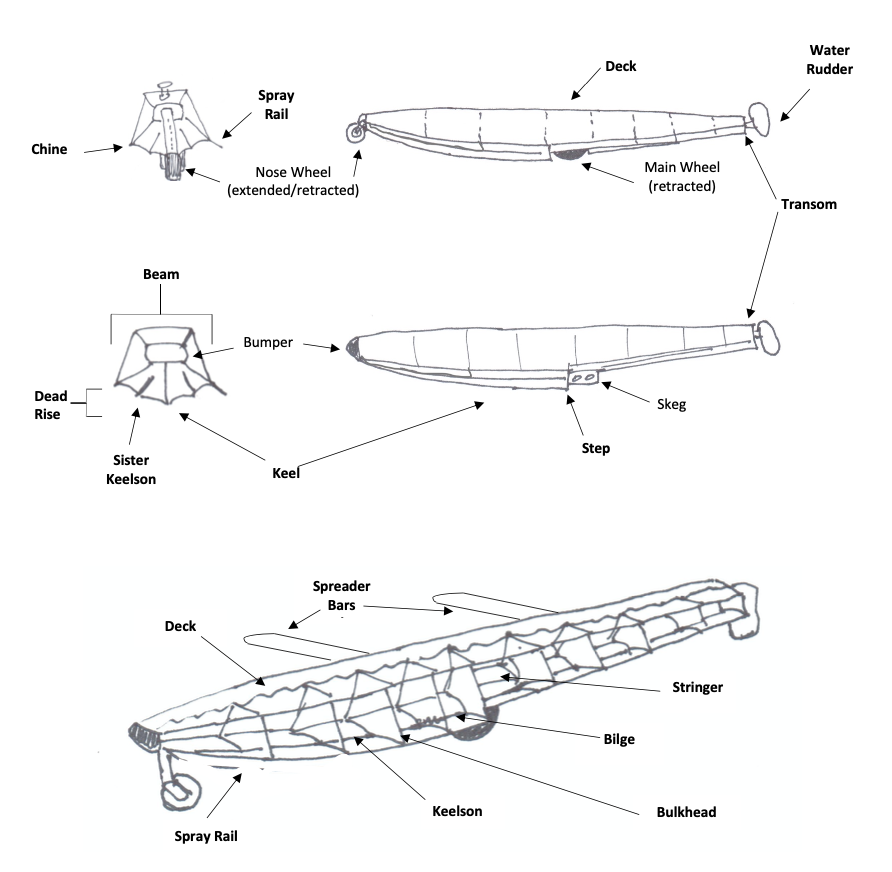 Water
Rudder
Deck
Spray
Rail
Chine
Nose Wheel
(extended/retracted)
Main Wheel
(retracted)
Transom
Beam
Bumper
Dead
Rise
Skeg
Step
Sister
Keelson
Keel
Spreader
Bars
Deck
Stringer
Bilge
Keelson
Bulkhead
Spray Rail